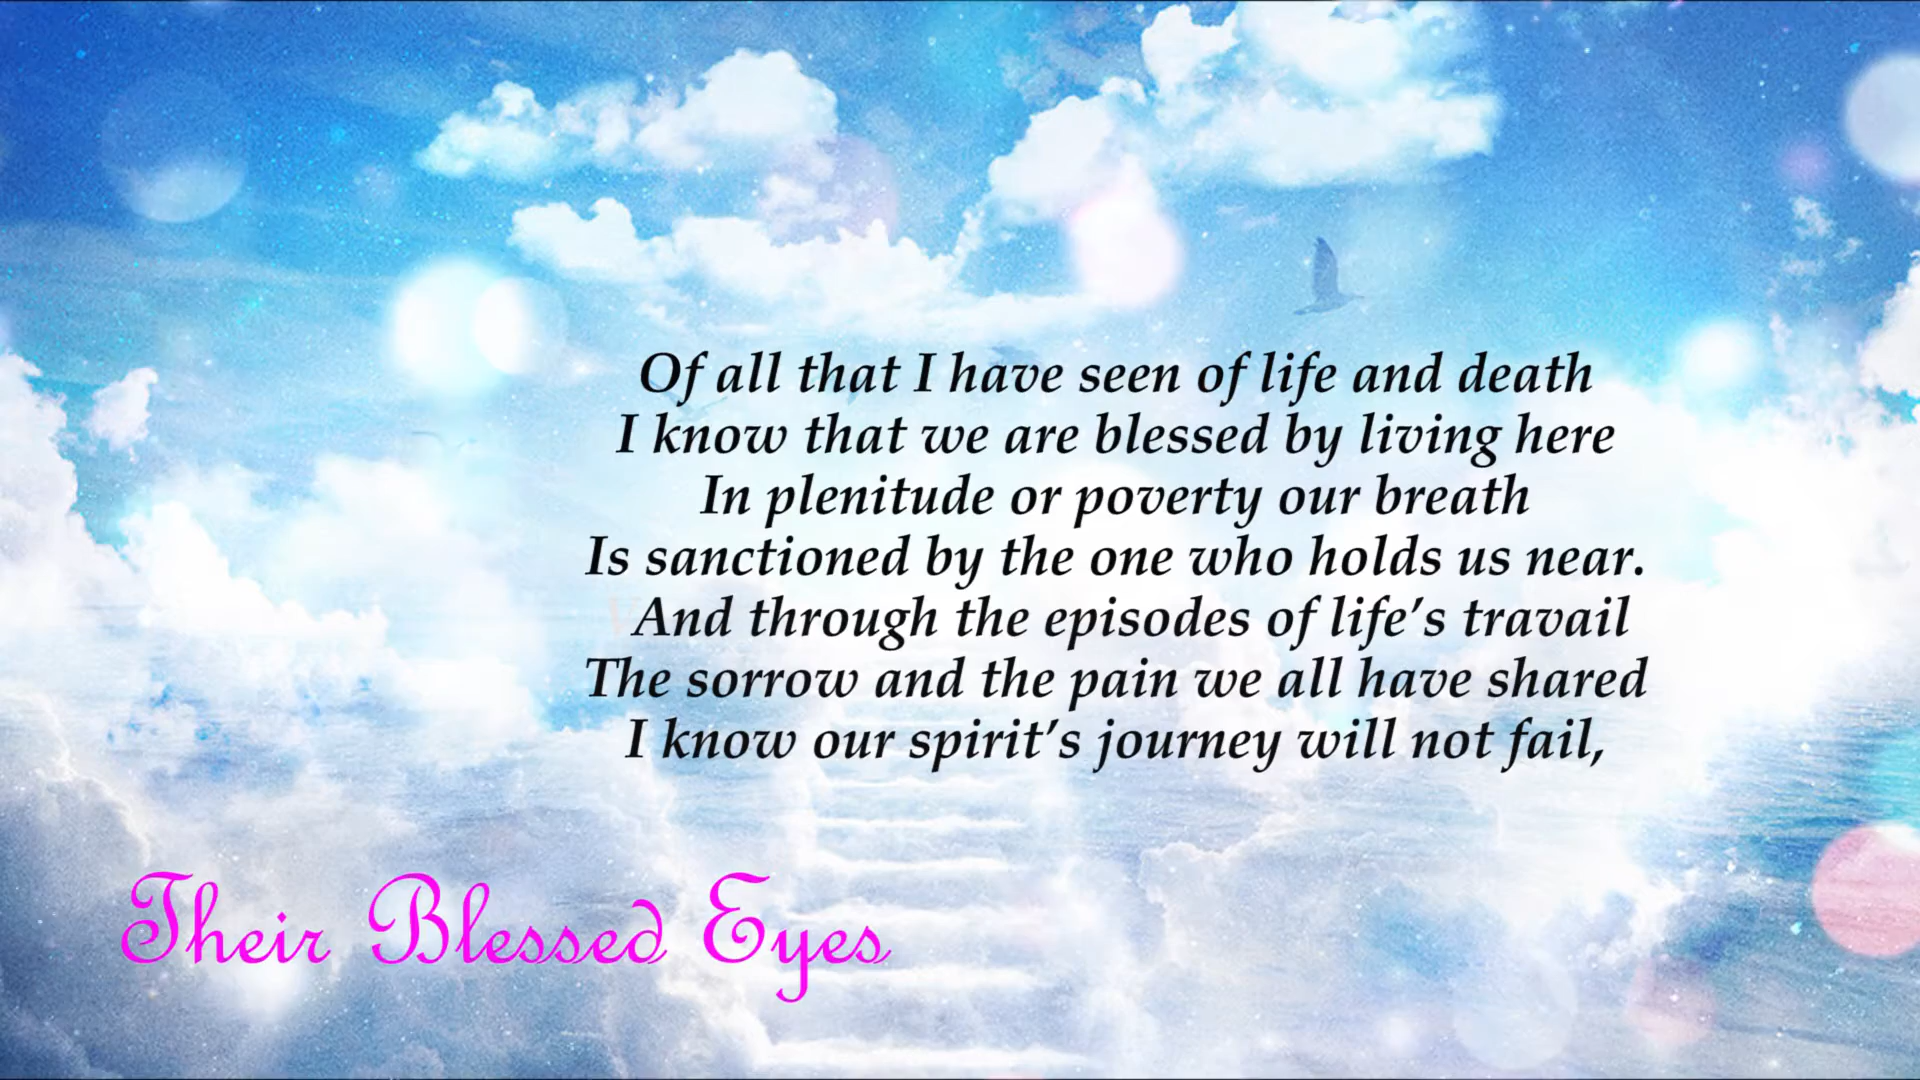 Of all that I have seen of life and death
I know that we are blessed by living here
In plenitude or poverty our breath
Is sanctioned by the one who holds us near.
And through the episodes of life’s travail
The sorrow and the pain we all have shared
I know our spirit’s journey will not fail,
Their Blessed Eyes